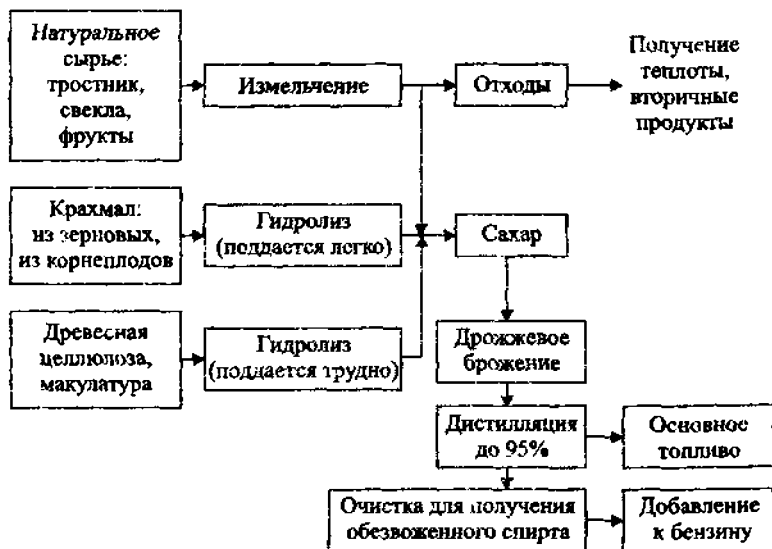 Натуральное
сырье:
тростник,
свекла,
фрукты
Измельчение
Отходы
Получение
теплоты,
вторичные
продукты
Крахмал:
из зерновых,
из корнеплодов
Гидролиз
(поддается легко)
Сахар
Древесная
целлюлоза,
макулатура
Гидролиз
(поддается трудно)
Дрожжевое
брожение
Дистилляция
до 95%
Основное
топливо
Очистка для получения
обезвоженного спирта
Добавление
к бензину